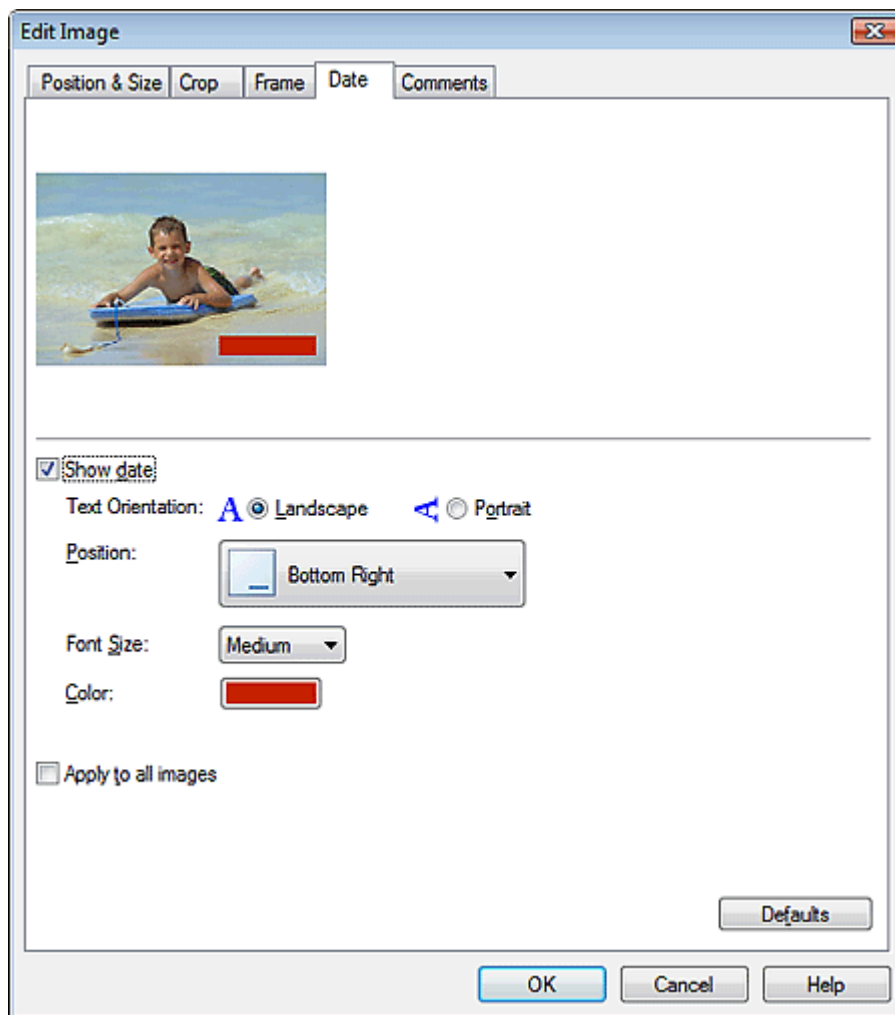 Edit Image
Position & Size Crop Frame Date Comments
Show date
Text Orientation: A Landscape A Portrait
Position: Bottom Right
Font Size: Medium
Color:
Apply to all images
Defaults
OK Cancel Help